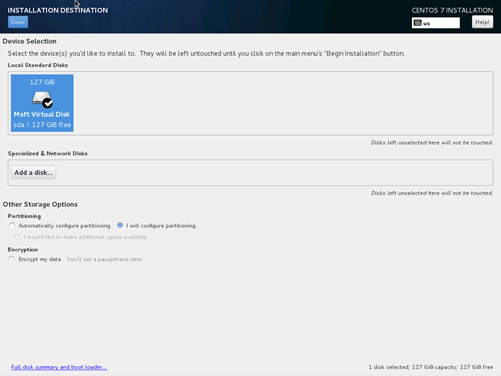 INSTALLATION DESTINATION
CENTOS 7 INSTALLATION
Done
us
Help!
Device Selection
Select the device(s) you'd like to install to. They will be left untouched until you click on the main menu's "Begin Installation" button.
Local Standard Disks
127 GiB
Msft Virtual Disk
sda / 127 GiB free
Disks left unselected here will not be touched.
Specialized & Network Disks
Add a disk...
Disks left unselected here will not be touched.
Other Storage Options
Partitioning
Automatically configure partitioning. I will configure partitioning.
I would like to make additional space available.
Encryption
Encrypt my data. You'll set a passphrase later.
Full disk summary and boot loader...
1 disk selected; 127 GiB capacity; 127 GiB free